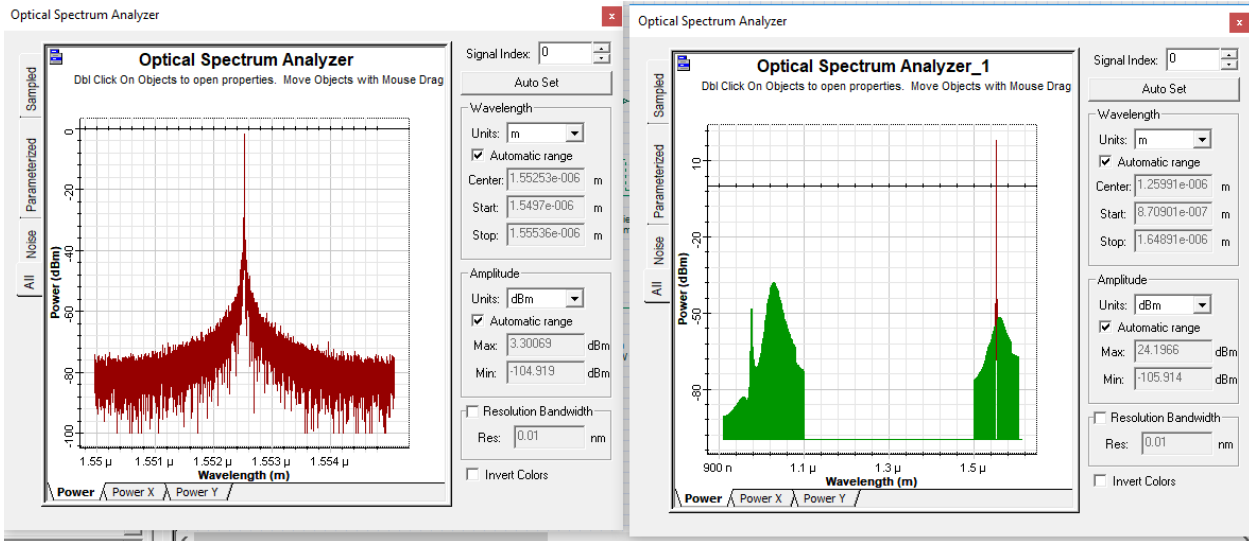 Optical Spectrum Analyzer
x
Sampled
Parameterized
Noise
All
Optical Spectrum Analyzer
Dbl Click On Objects to open properties. Move Objects with Mouse Drag
Power (dBm)
0
-20
-40
-60
-80
-100
1.55 µ 1.551 µ 1.552 µ 1.553 µ 1.554 µ
Wavelength (m)
Power Power X Power Y
Signal Index: 0
Auto Set
Wavelength
Units: m
Automatic range
Center: 1.55253e-006 m
Start: 1.5497e-006 m
Stop: 1.55536e-006 m
Amplitude
Units: dBm
Automatic range
Max: 3.30069 dBm
Min: -104.919 dBm
Resolution Bandwidth
Res: 0.01 nm
Invert Colors
Optical Spectrum Analyzer
x
Sampled
Parameterized
Noise
All
Optical Spectrum Analyzer_1
Dbl Click On Objects to open properties. Move Objects with Mouse Drag
Power (dBm)
10
-20
-50
-80
900 n 1.1 µ 1.3 µ 1.5 µ
Wavelength (m)
Power Power X Power Y
Signal Index: 0
Auto Set
Wavelength
Units: m
Automatic range
Center: 1.25991e-006 m
Start: 8.70901e-007 m
Stop: 1.64891e-006 m
Amplitude
Units: dBm
Automatic range
Max: 24.1966 dBm
Min: -105.914 dBm
Resolution Bandwidth
Res: 0.01 nm
Invert Colors